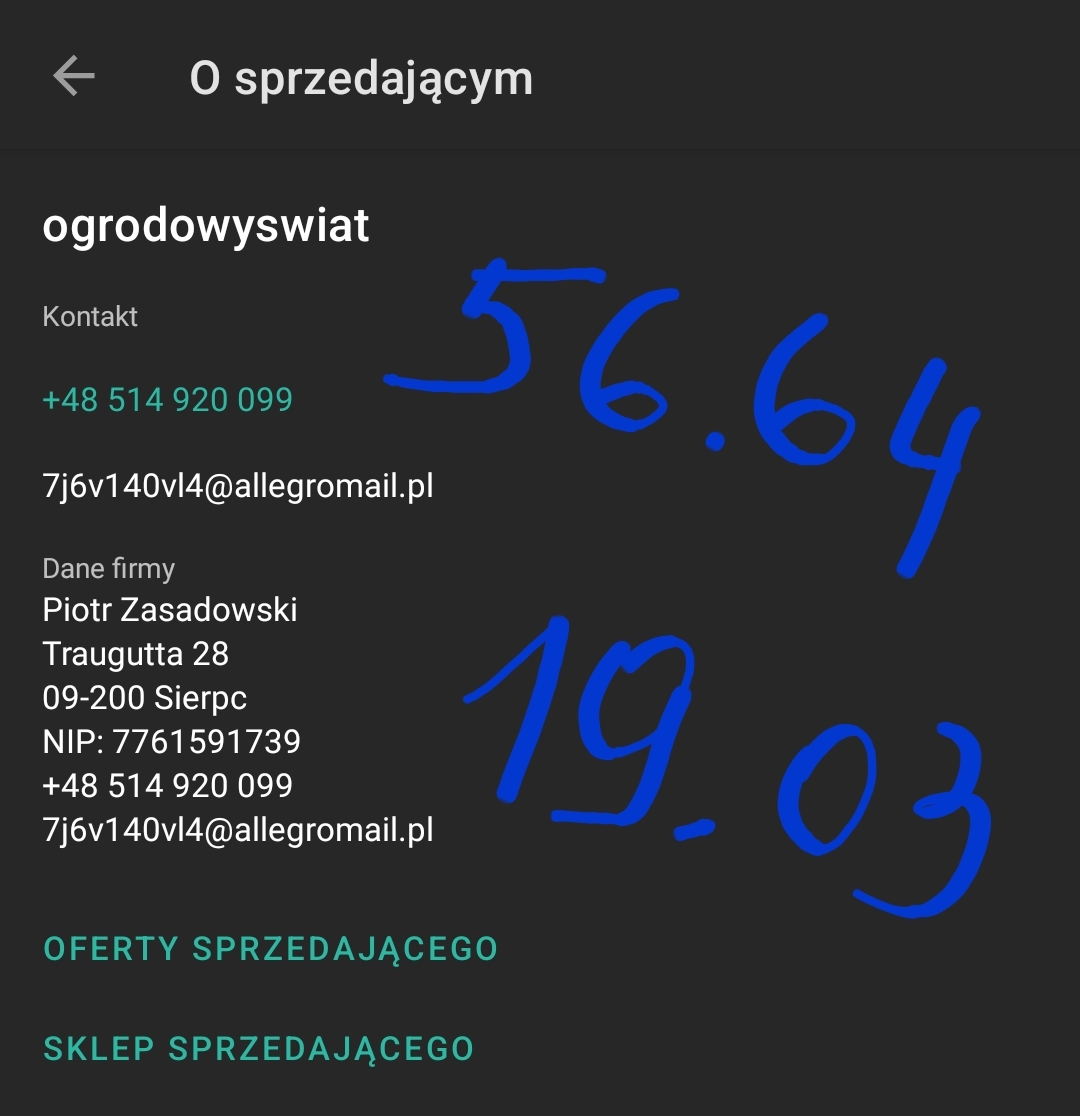 O sprzedającym
ogrodowyswiat
56.64
Kontakt
+48 514 920 099
7j6v140vl4@allegromail.pl
Dane firmy
Piotr Zasadowski
Traugutta 28
09-200 Sierpc
NIP: 7761591739
+48 514 920 099
7j6v140vl4@allegromail.pl
19.03
OFERTY SPRZEDAJĄCEGO
SKLEP SPRZEDAJĄCEGO